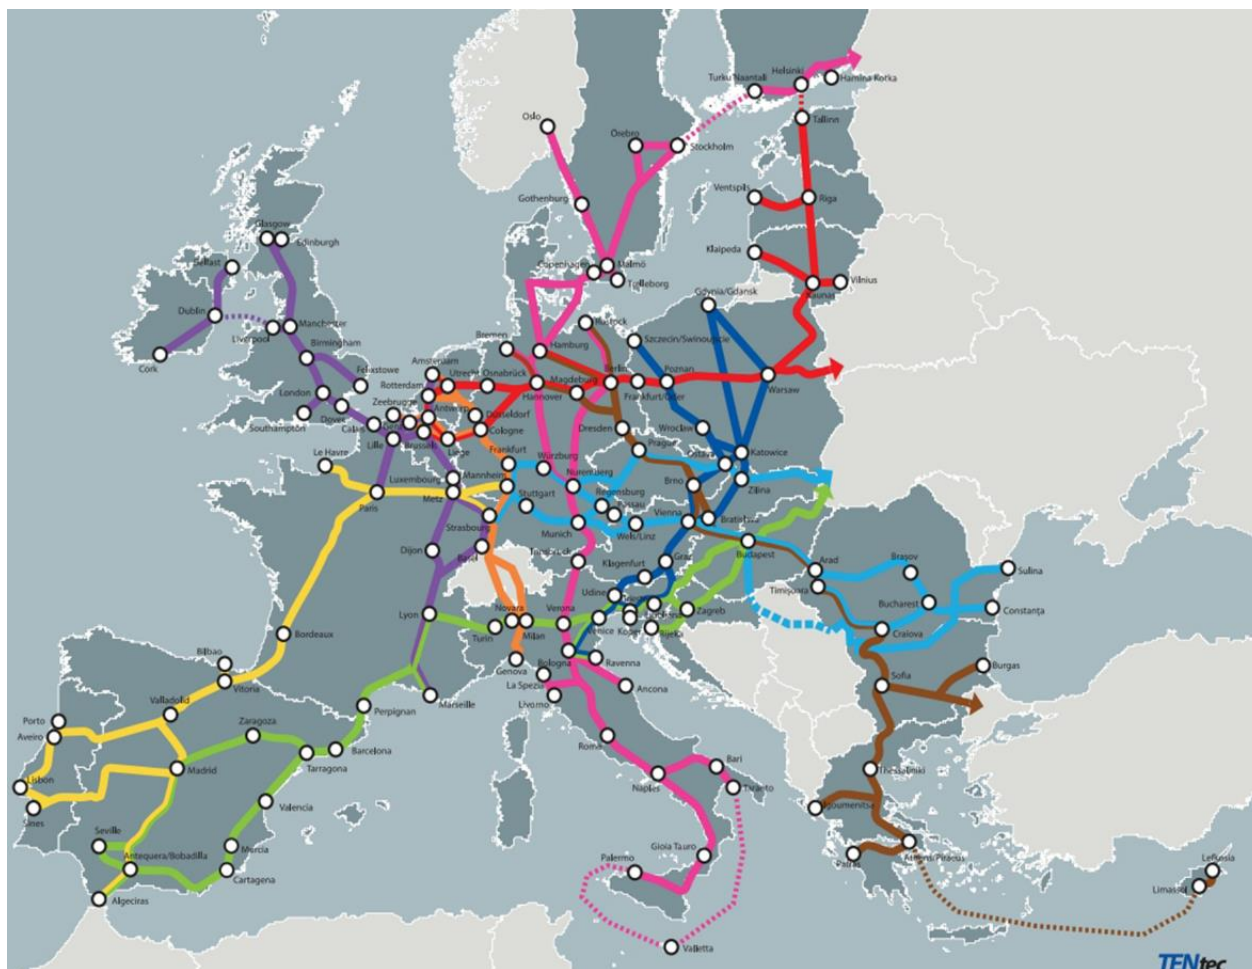 Helsinki
Turku Naantali
Hamina Kotka
Oslo
Tallinn
Örebro
Stockholm
Ventspils
Riga
Gothenburg
Glasgow
Edinburgh
Klaipeda
Belfast
Copenhagen
Malmö
Trelleborg
Vilnius
Kaunas
Gdynia/Gdansk
Dublin
Manchester
Liverpool
Rostock
Szczecin/Swinoujscie
Bremen
Hamburg
Birmingham
Cork
Amsterdam
Felixstowe
Utrecht
Osnabrück
Magdeburg
Berlin
Poznan
Warsaw
Rotterdam
Hannover
Frankfurt/Oder
London
Zeebrugge
Antwerp
Düsseldorf
Southampton
Dover
Calais
Cologne
Dresden
Wroclaw
Lille
Brussels
Liège
Prague
Katowice
Ostava
Le Havre
Frankfurt
Würzburg
Luxembourg
Mannheim
Nuremberg
Brno
Zilina
Paris
Metz
Stuttgart
Regensburg
Passau
Strasbourg
Vienna
Bratislava
Munich
Wels/Linz
Dijon
Basel
Innsbruck
Budapest
Klagenfurt
Graz
Arad
Braşov
Sulina
Udine
Timişoara
Lyon
Novara
Verona
Zagreb
Bucharest
Constanţa
Turin
Milan
Venice
Koper
Rijeka
Craiova
Bordeaux
Bilbao
Genova
Bologna
Ravenna
Burgas
Vitoria
La Spezia
Sofia
Valladolid
Marseille
Livorno
Ancona
Porto
Zaragoza
Perpignan
Aveiro
Roma
Barcelona
Madrid
Tarragona
Bari
Thessaloniki
Lisbon
Naples
Taranto
Sines
Valencia
Igoumenitsa
Seville
Murcia
Antequera/Bobadilla
Palermo
Gioia Tauro
Patras
Athens/Piraeus
Cartagena
Lefkosia
Limassol
Algeciras
Valletta
TENtec